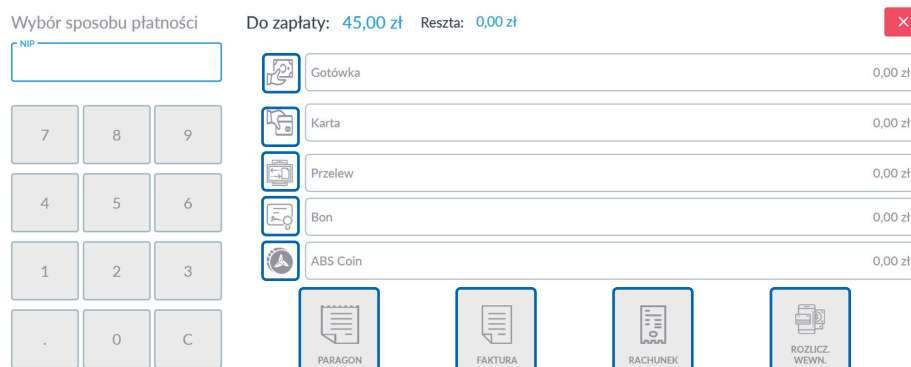 Wybór sposobu płatności
Do zapłaty: 45,00 zł Reszta: 0,00 zł
NIP
Gotówka 0,00 zł
Karta 0,00 zł
Przelew 0,00 zł
Bon 0,00 zł
ABS Coin 0,00 zł
7 8 9
4 5 6
1 2 3
. 0 C
PARAGON
FAKTURA
RACHUNEK
ROZLICZ.
WEWN.